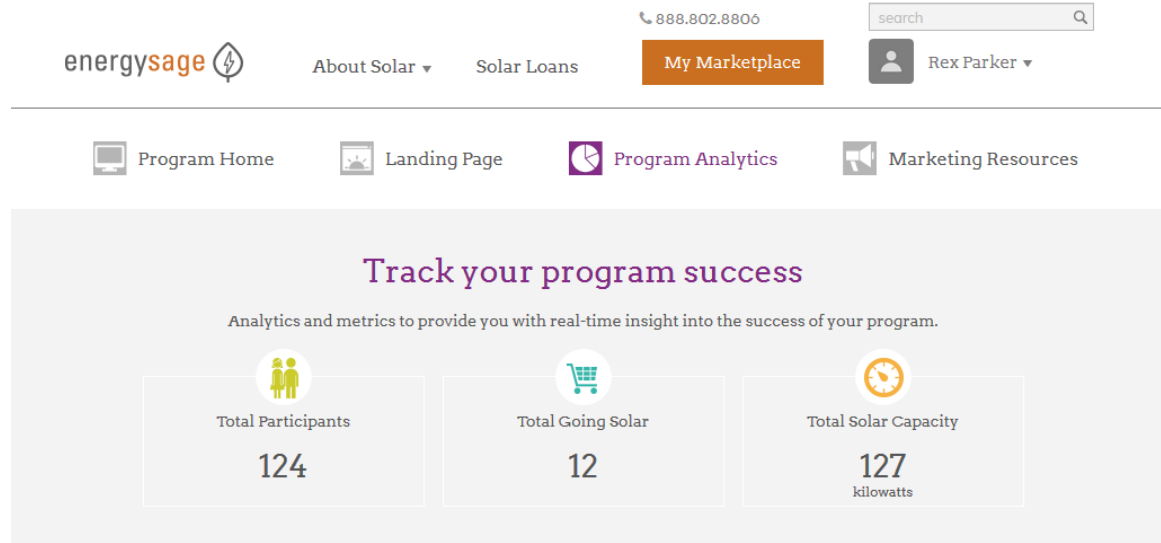 888.802.8806
search
energysage
About Solar
Solar Loans
My Marketplace
Rex Parker
Program Home
Landing Page
Program Analytics
Marketing Resources
Track your program success
Analytics and metrics to provide you with real-time insight into the success of your program.
Total Participants
124
Total Going Solar
12
Total Solar Capacity
127
kilowatts